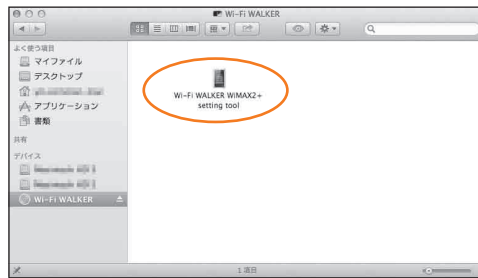 Wi-Fi WALKER
よく使う項目
マイファイル
デスクトップ
アプリケーション
書類
共有
デバイス
Wi-Fi WALKER
Wi-Fi WALKER WiMAX2+
setting tool
1 項目